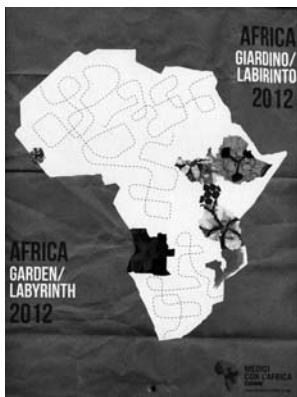 AFRICA
GIARDINO/
LABIRINTO
2012
AFRICA
GARDEN/
LABYRINTH
2012
MEDICI
CON L'AFRICA
CUAMM